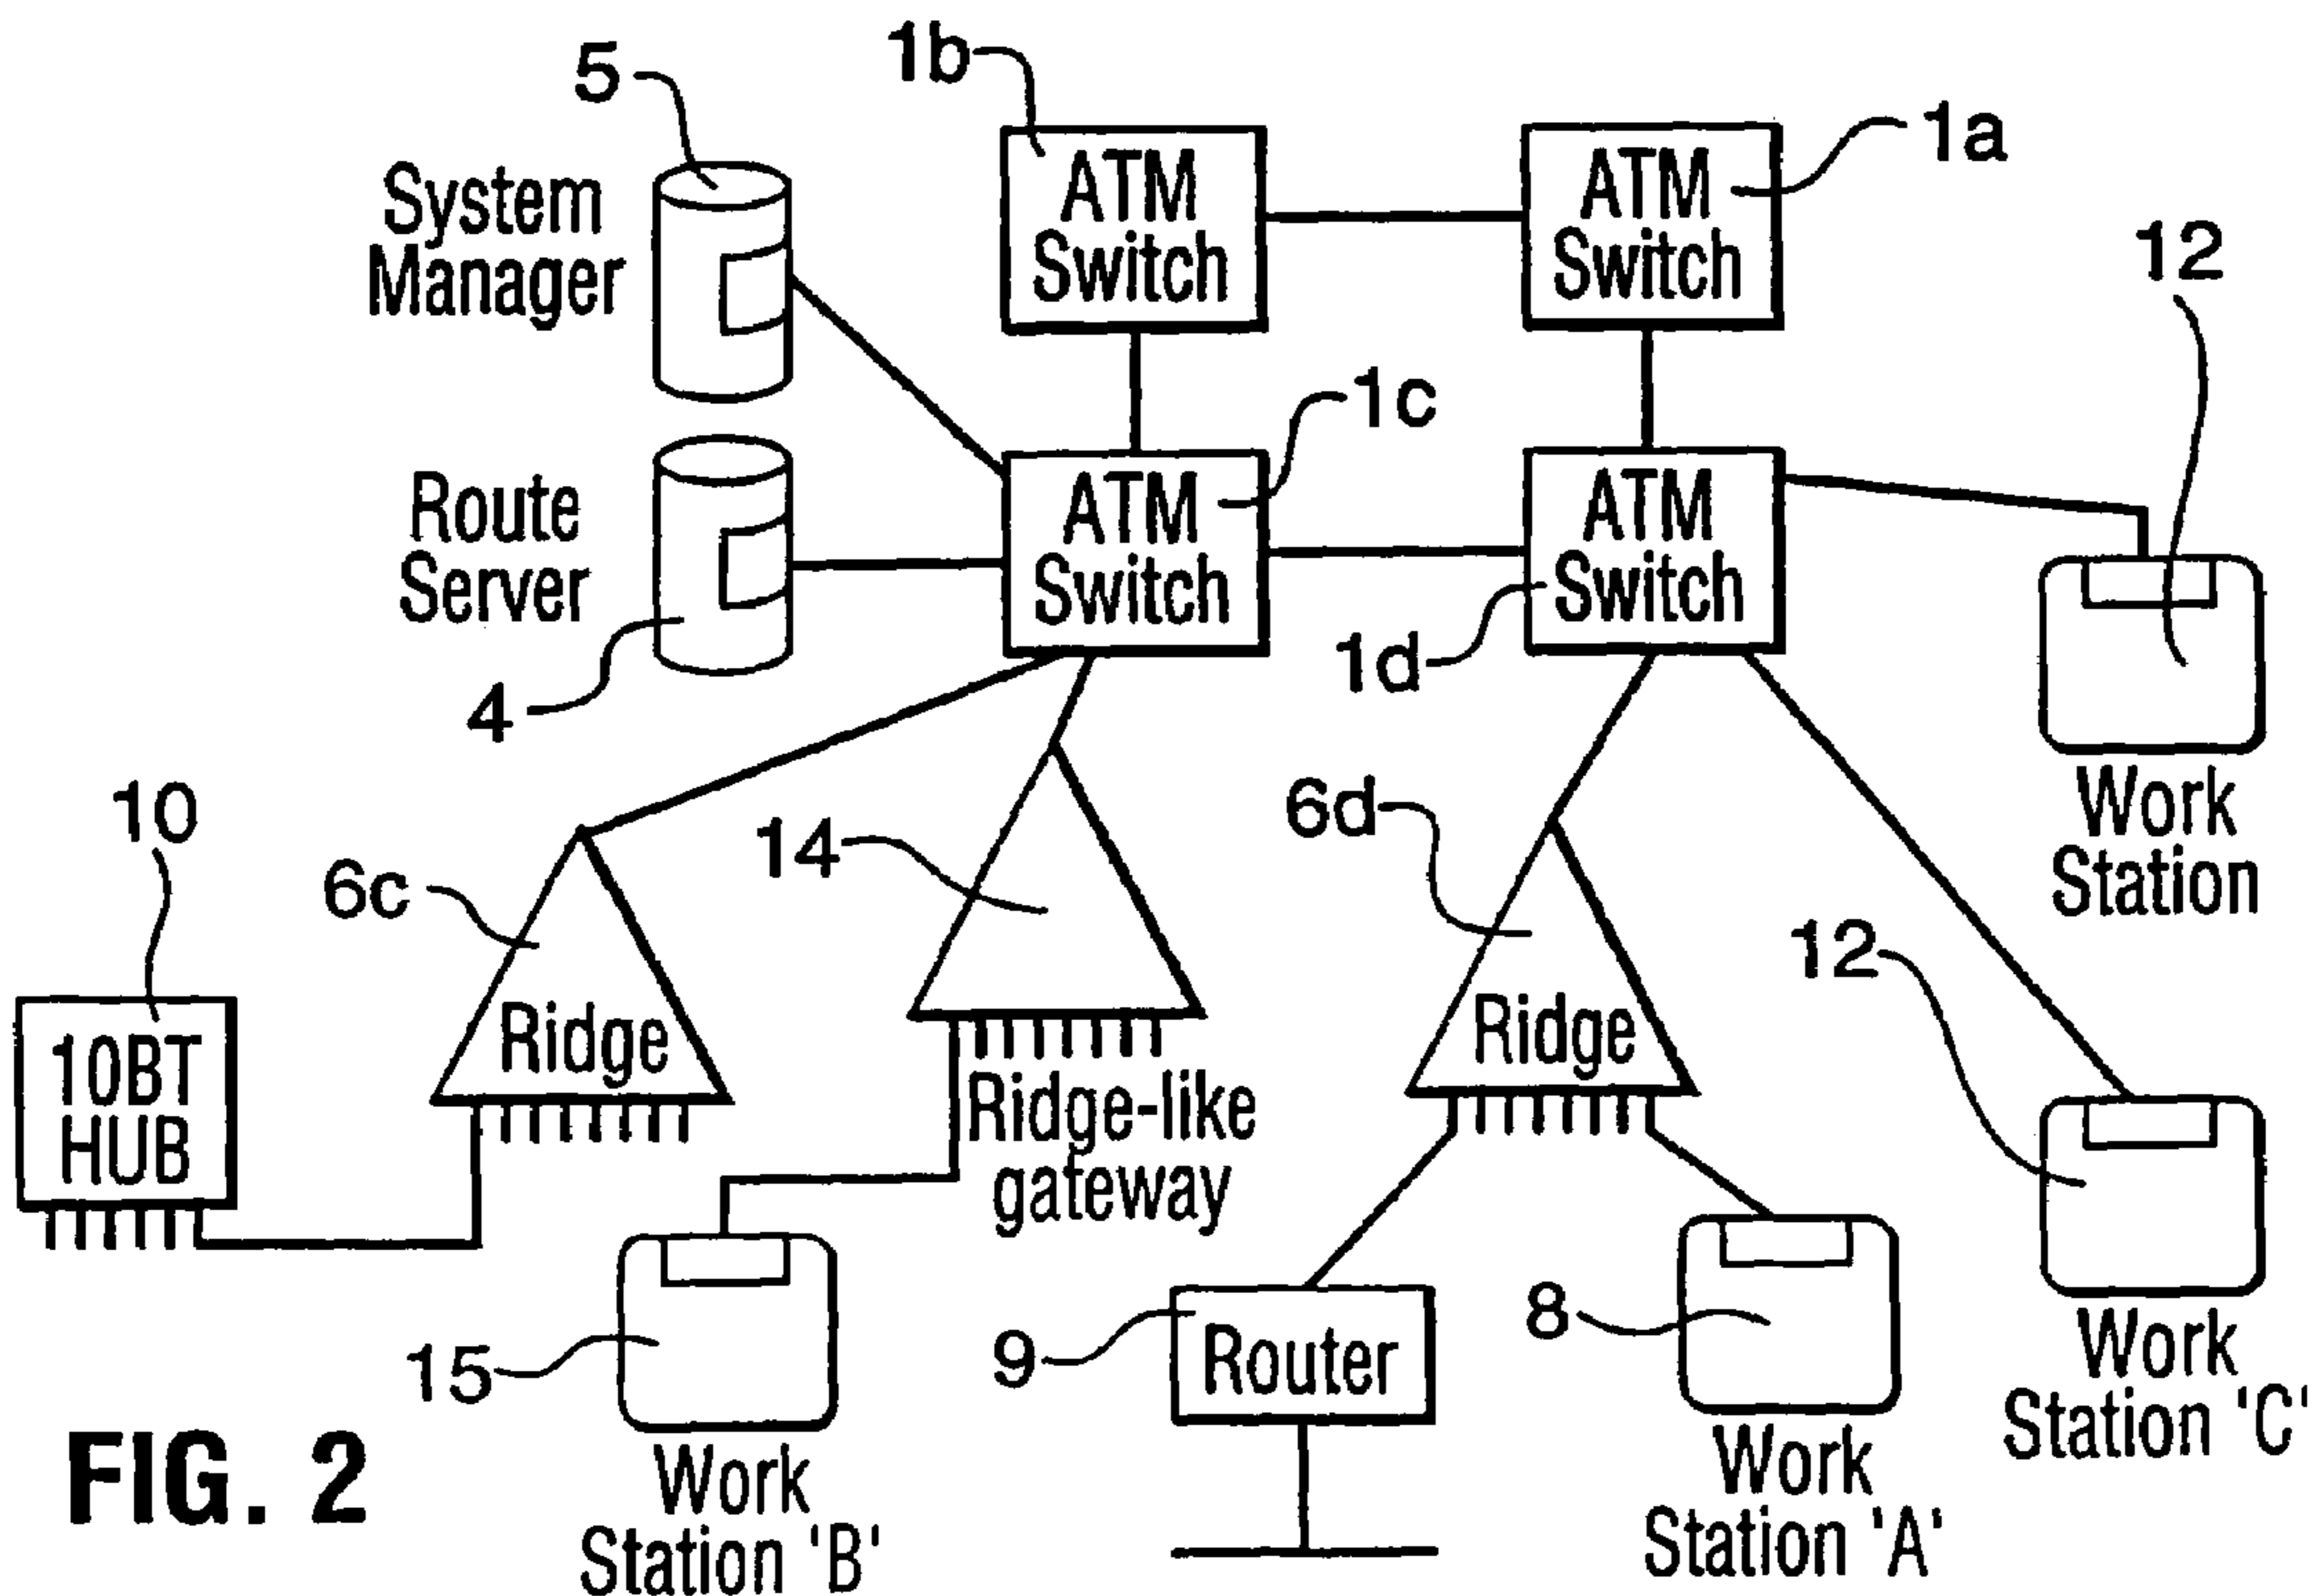 5
1b
1a
System
Manager
ATM
Switch
ATM
Switch
12
1c
Route
Server
ATM
Switch
ATM
Switch
1d
4
Work
Station
10
6c
14
6d
12
10BT
HUB
Ridge
Ridge
Ridge-like
gateway
15
9
Router
8
Work
Station 'C'
FIG. 2
Work
Station 'B'
Work
Station 'A'